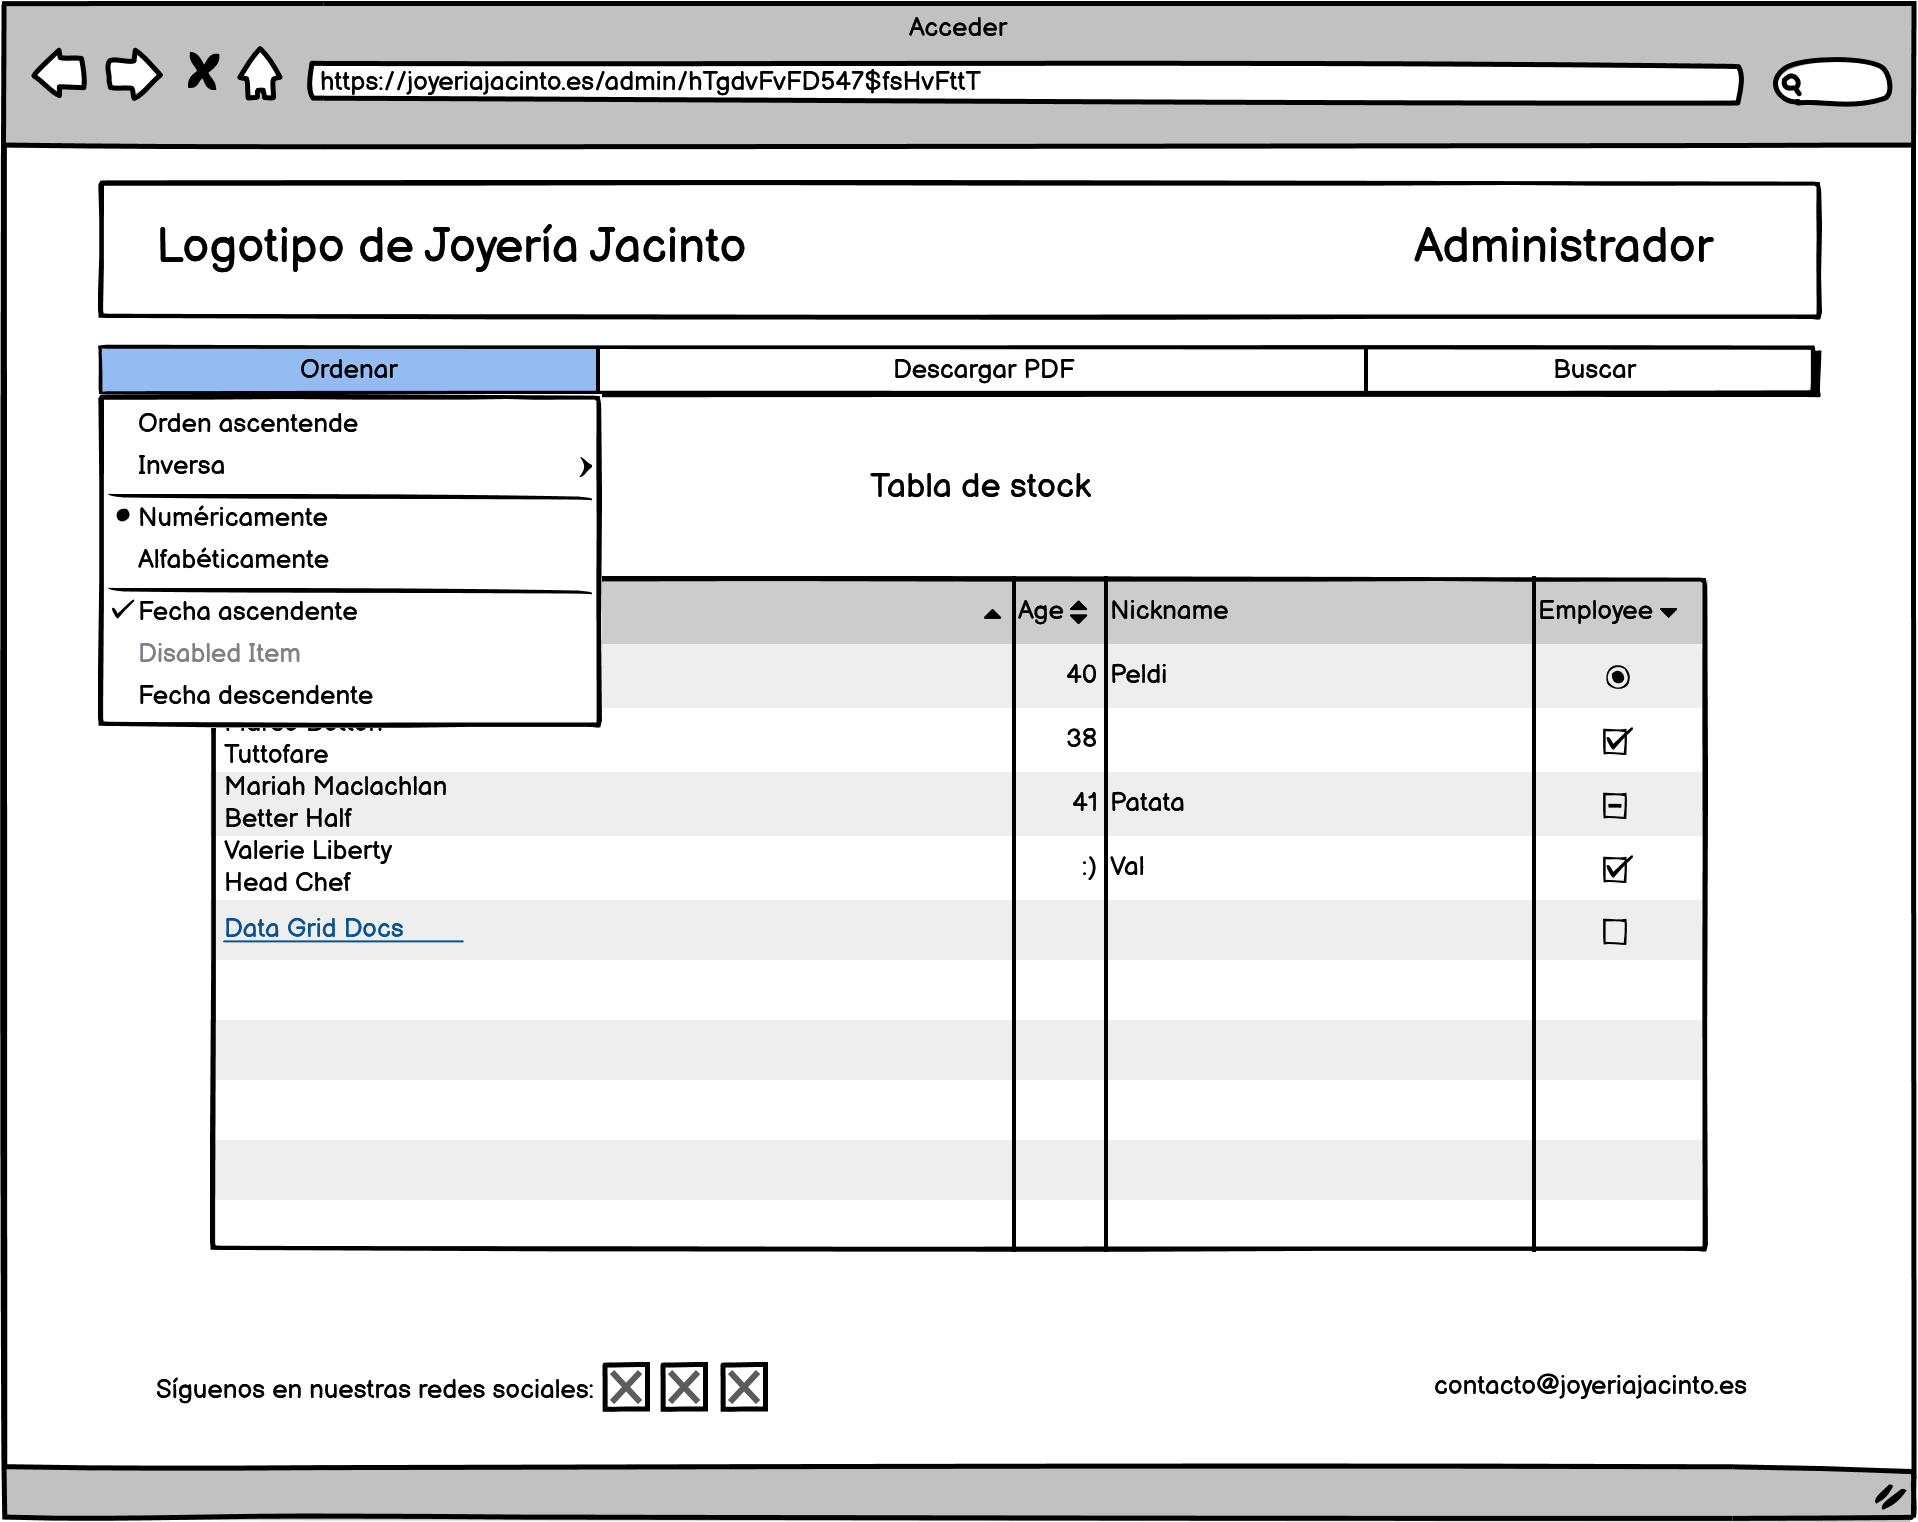 Acceder
https://joyeriajacinto.es/admin/hTgdvFvFD547$fsHvFttT
Logotipo de Joyería Jacinto
Administrador
Ordenar
Descargar PDF
Buscar
Orden ascentende
Inversa
Numéricamente
Alfabéticamente
Fecha ascendente
Disabled Item
Fecha descendente
Tabla de stock
Age
Nickname
Employee
40 Peldi
38
Tuttofare
Mariah Maclachlan
Better Half
41 Patata
Valerie Liberty
Head Chef
:) Val
Data Grid Docs
Síguenos en nuestras redes sociales:
contacto@joyeriajacinto.es